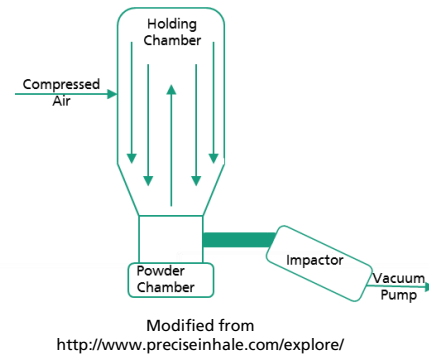 Holding
Chamber
Compressed
Air
Powder
Chamber
Impactor
Vacuum
Pump
Modified from
http://www.preciseinhale.com/explore/